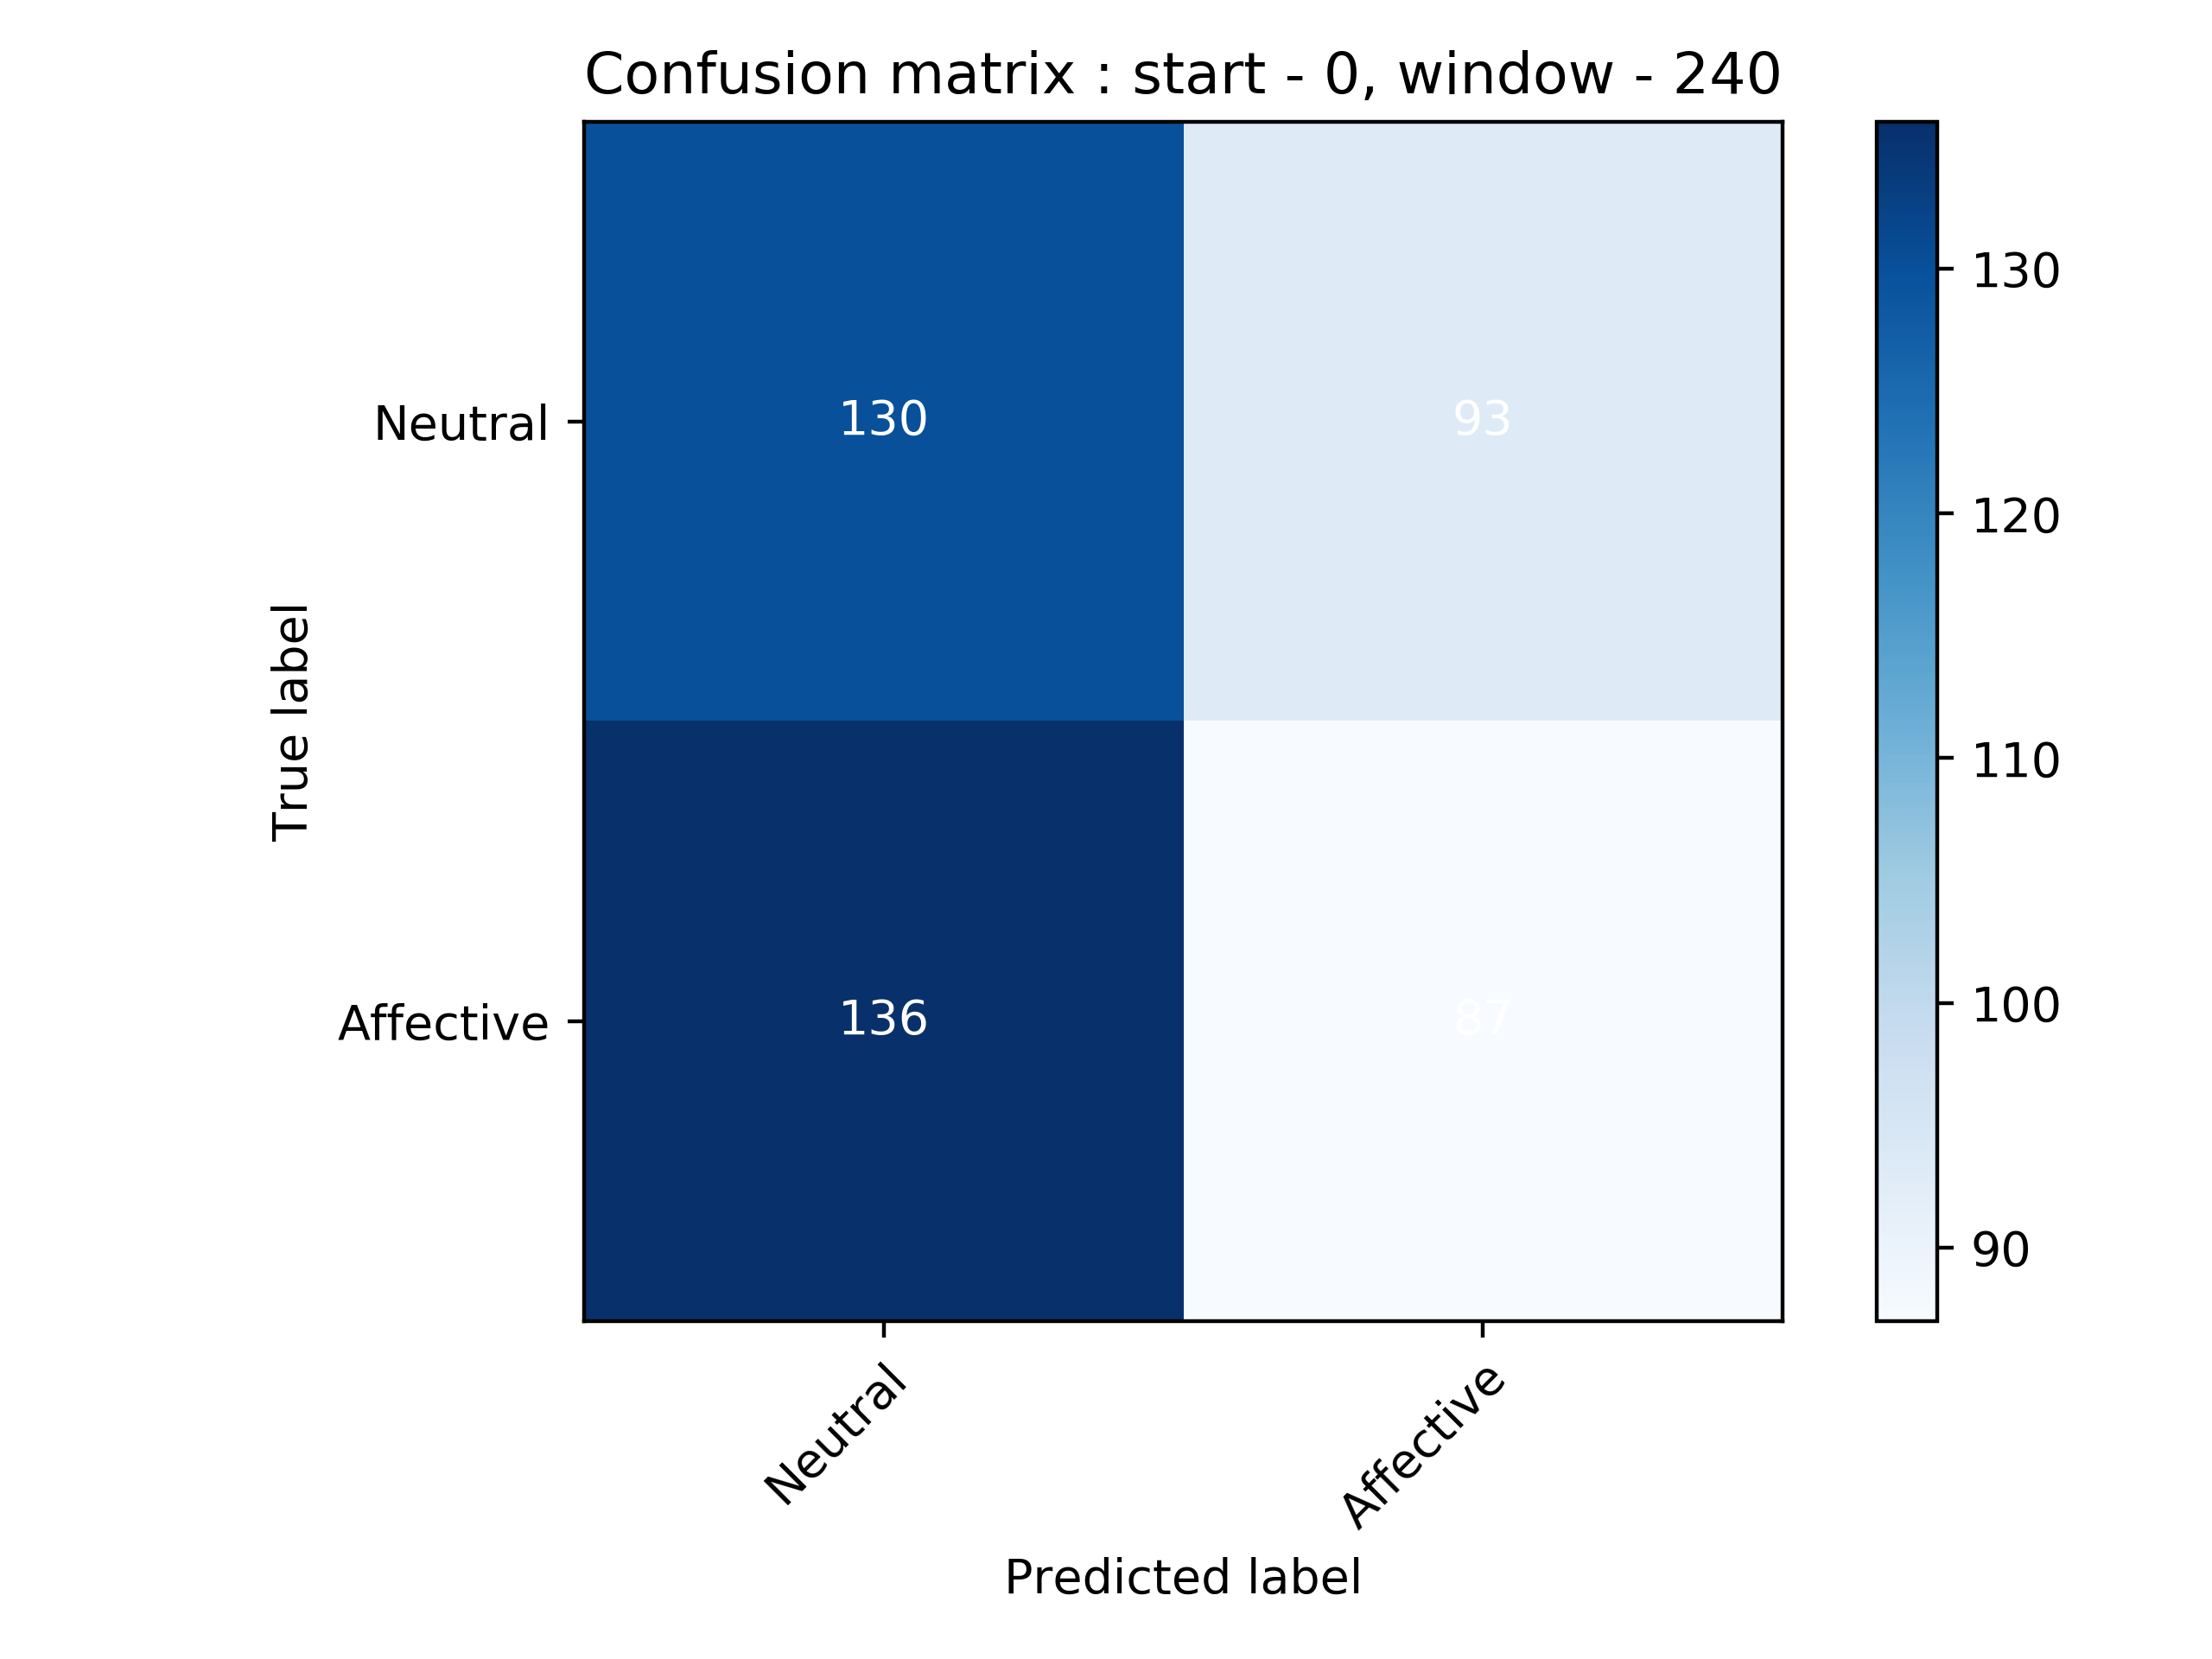 Confusion matrix : start - 0, window - 240
130
93
136
87
Neutral
Affective
True label
Neutral
Affective
Predicted label
130
120
110
100
90